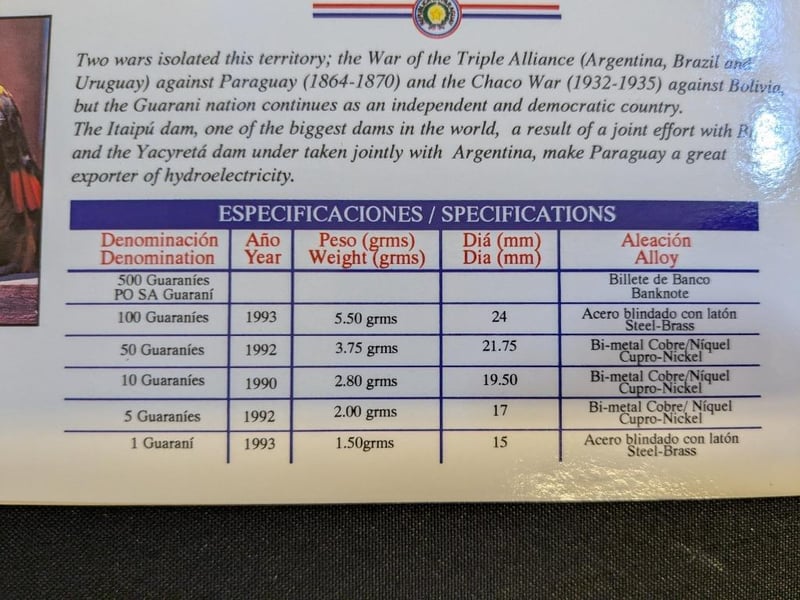 Two wars isolated this territory; the War of the Triple Alliance (Argentina, Brazil and
Uruguay) against Paraguay (1864-1870) and the Chaco War (1932-1935) against Bolivia,
but the Guarani nation continues as an independent and democratic country.
The Itaipú dam, one of the biggest dams in the world, a result of a joint effort with
and the Yacyretá dam under taken jointly with Argentina, make Paraguay a great
exporter of hydroelectricity.
ESPECIFICACIONES / SPECIFICATIONS
Denominación Año Peso (grms) Diá (mm) Aleación
Denomination Year Weight (grms) Dia (mm) Alloy
500 Guaraníes Billete de Banco
PO SA Guaraní Banknote
100 Guaraníes 1993 5.50 grms 24 Acero blindado con latón
Steel-Brass
50 Guaraníes 1992 3.75 grms 21.75 Bi-metal Cobre/Níquel
Cupro-Nickel
10 Guaraníes 1990 2.80 grms 19.50 Bi-metal Cobre/Níquel
Cupro-Nickel
5 Guaraníes 1992 2.00 grms 17 Bi-metal Cobre/ Níquel
Cupro-Nickel
1 Guaraní 1993 1.50grms 15 Acero blindado con latón
Steel-Brass